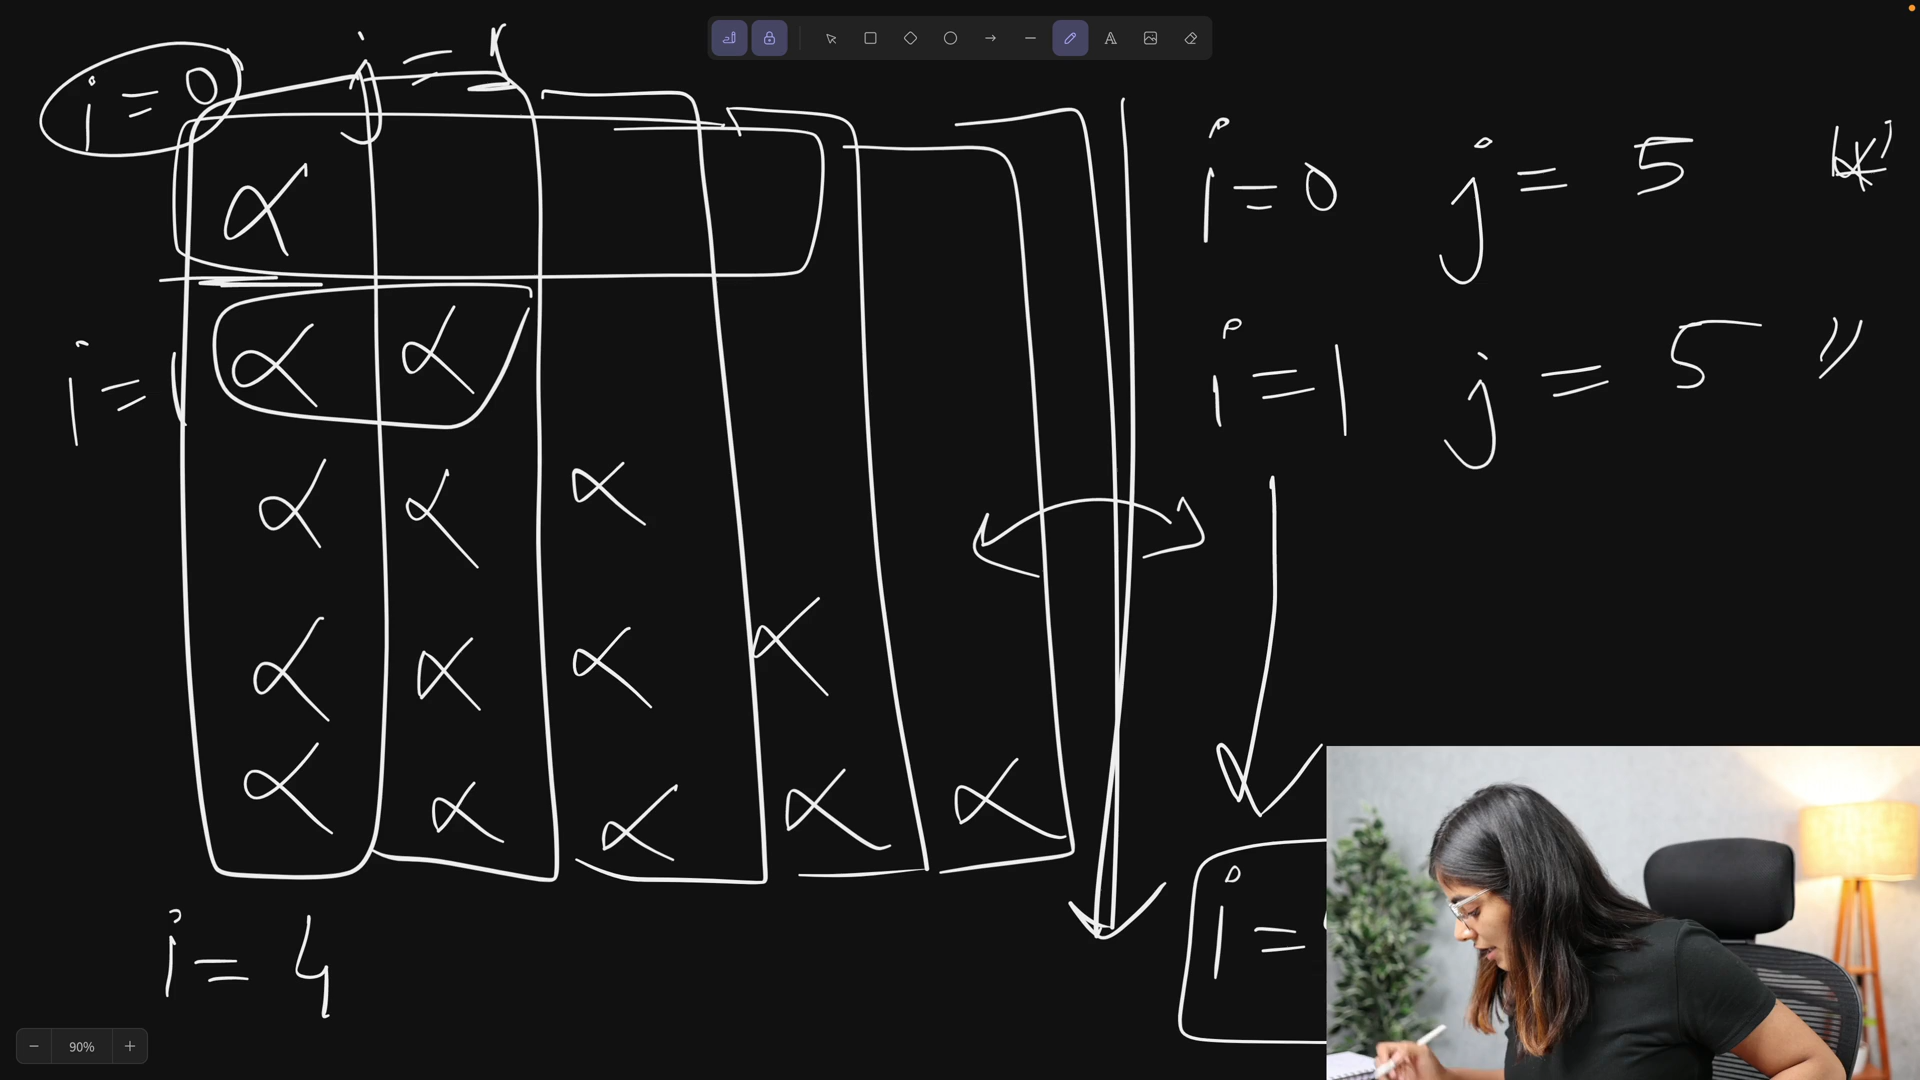 i = 0 j = 1
α
i = 1 α α
α α α
α α α α
α α α α α
i = 4
i = 0 j = 5
i = 1 j = 5 "
i =
A
90%